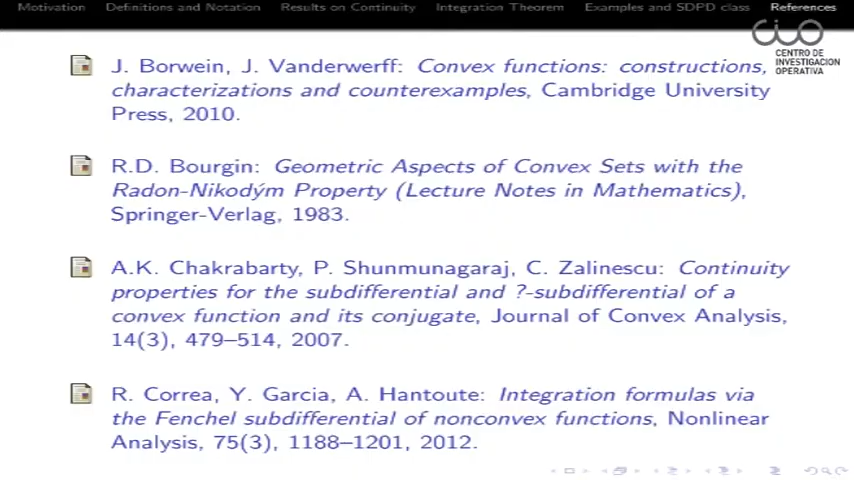 Motivation Definitions and Notation Results on Continuity Integration Theorem Examples and SDPD class References
CIO
CENTRO DE
INVESTIGACION
OPERATIVA
J. Borwein, J. Vanderwerff: Convex functions: constructions,
characterizations and counterexamples, Cambridge University
Press, 2010.
R.D. Bourgin: Geometric Aspects of Convex Sets with the
Radon-Nikodým Property (Lecture Notes in Mathematics),
Springer-Verlag, 1983.
A.K. Chakrabarty, P. Shunmunagaraj, C. Zalinescu: Continuity
properties for the subdifferential and ?-subdifferential of a
convex function and its conjugate, Journal of Convex Analysis,
14(3), 479–514, 2007.
R. Correa, Y. Garcia, A. Hantoute: Integration formulas via
the Fenchel subdifferential of nonconvex functions, Nonlinear
Analysis, 75(3), 1188–1201, 2012.